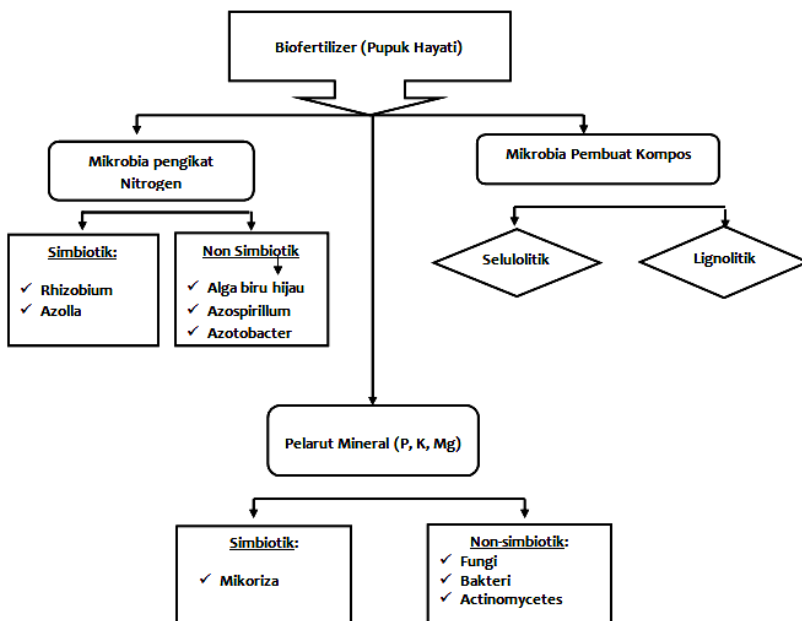 Biofertilizer (Pupuk Hayati)
Mikrobia pengikat
Nitrogen
Mikrobia Pembuat Kompos
Simbiotik:
✓ Rhizobium
✓ Azolla
Non Simbiotik
✓ Alga biru hijau
✓ Azospirillum
✓ Azotobacter
Selulolitik
Lignolitik
Pelarut Mineral (P, K, Mg)
Simbiotik:
✓ Mikoriza
Non-simbiotik:
✓ Fungi
✓ Bakteri
✓ Actinomycetes